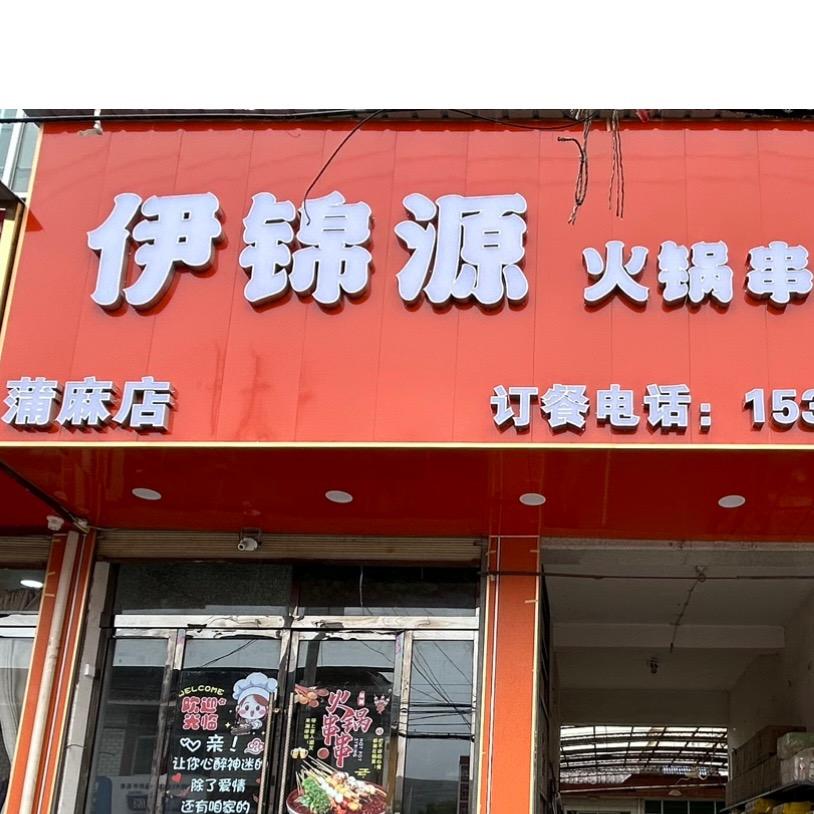 伊锦源 火锅串
蒲麻店 订餐电话：153
WELCOME
欢迎
光临
亲！
让你心醉神迷的
除了爱情
还有咱家的
火锅
串串